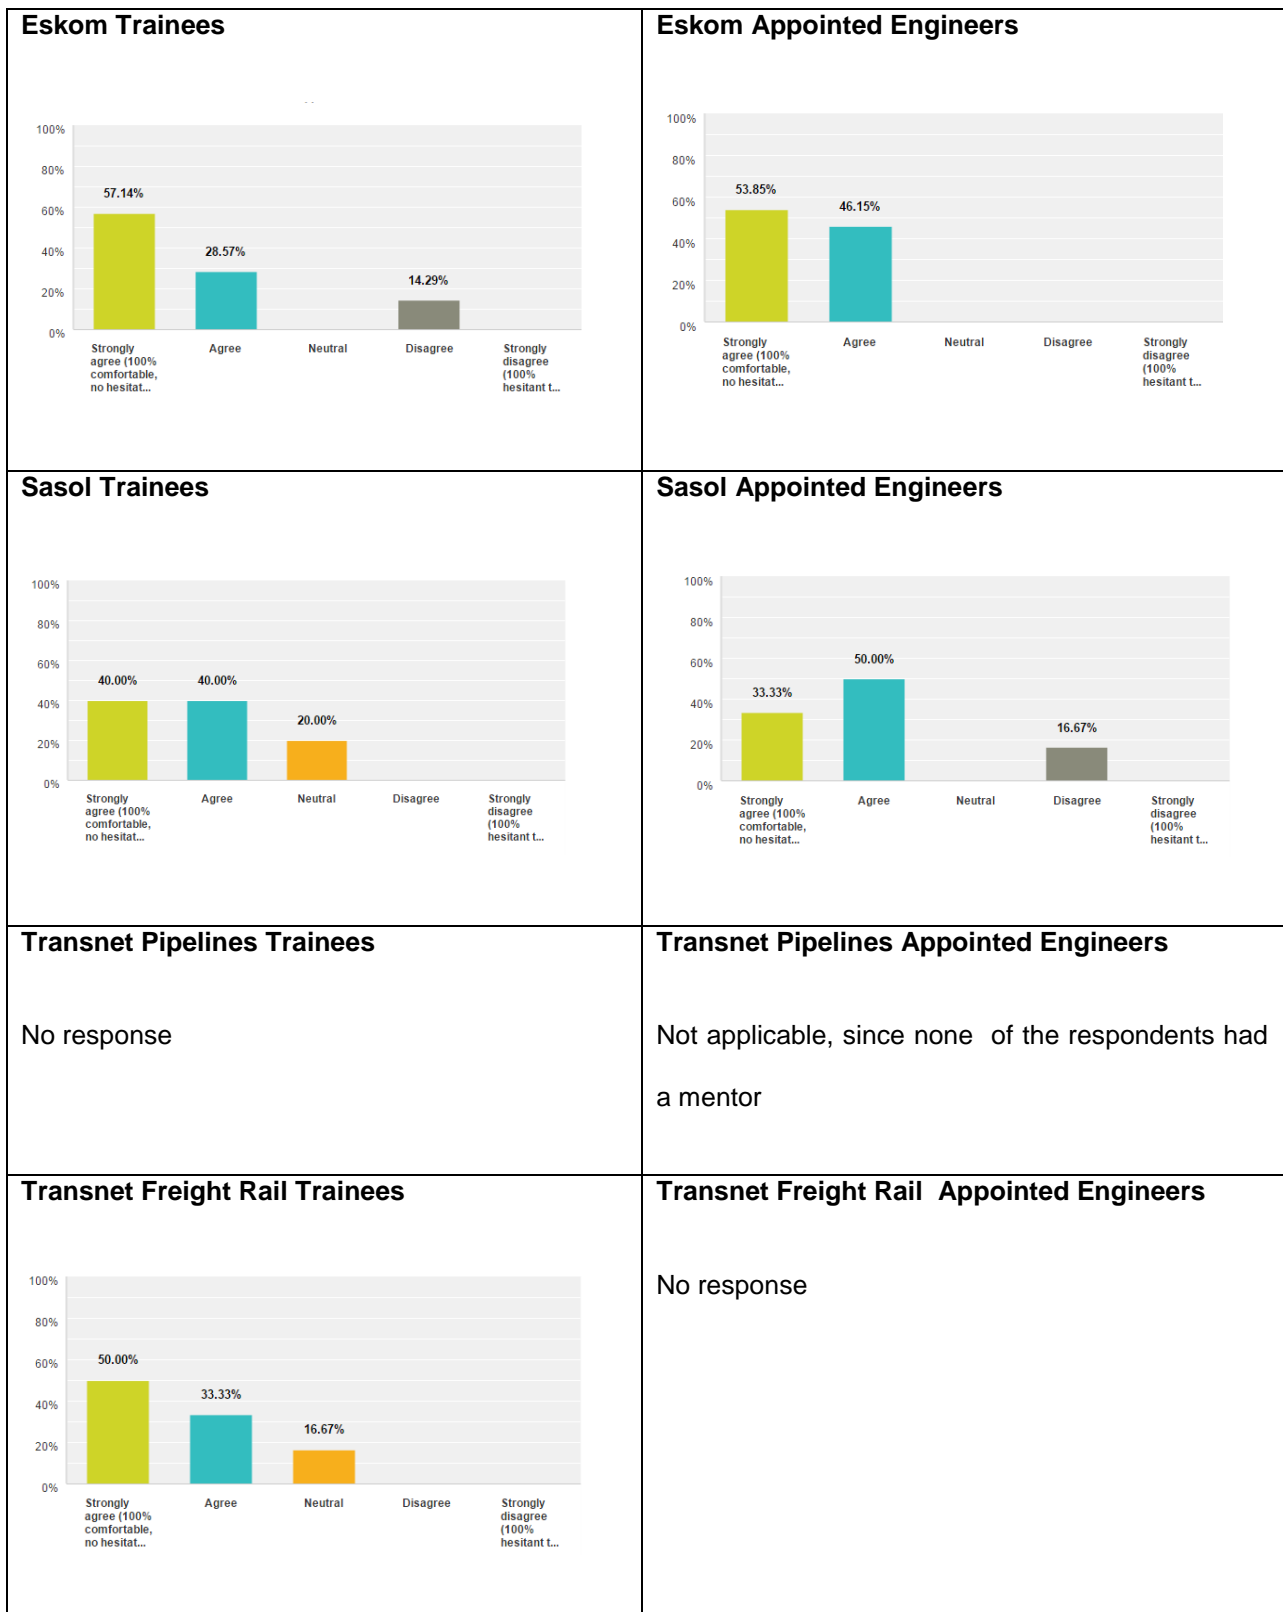 Eskom Trainees
100%
80%
60%
40%
20%
0%
57.14%
28.57%
14.29%
Strongly
agree (100%
comfortable,
no hesitat...
Agree
Neutral
Disagree
Strongly
disagree
(100%
hesitant t...
Eskom Appointed Engineers
100%
80%
60%
40%
20%
0%
53.85%
46.15%
Strongly
agree (100%
comfortable,
no hesitat...
Agree
Neutral
Disagree
Strongly
disagree
(100%
hesitant t...
Sasol Trainees
100%
80%
60%
40%
20%
0%
40.00%
40.00%
20.00%
Strongly
agree (100%
comfortable,
no hesitat...
Agree
Neutral
Disagree
Strongly
disagree
(100%
hesitant t...
Sasol Appointed Engineers
100%
80%
60%
40%
20%
0%
33.33%
50.00%
16.67%
Strongly
agree (100%
comfortable,
no hesitat...
Agree
Neutral
Disagree
Strongly
disagree
(100%
hesitant t...
Transnet Pipelines Trainees
No response
Transnet Pipelines Appointed Engineers
Not applicable, since none of the respondents had
a mentor
Transnet Freight Rail Trainees
100%
80%
60%
40%
20%
0%
50.00%
33.33%
16.67%
Strongly
agree (100%
comfortable,
no hesitat...
Agree
Neutral
Disagree
Strongly
disagree
(100%
hesitant t...
Transnet Freight Rail Appointed Engineers
No response